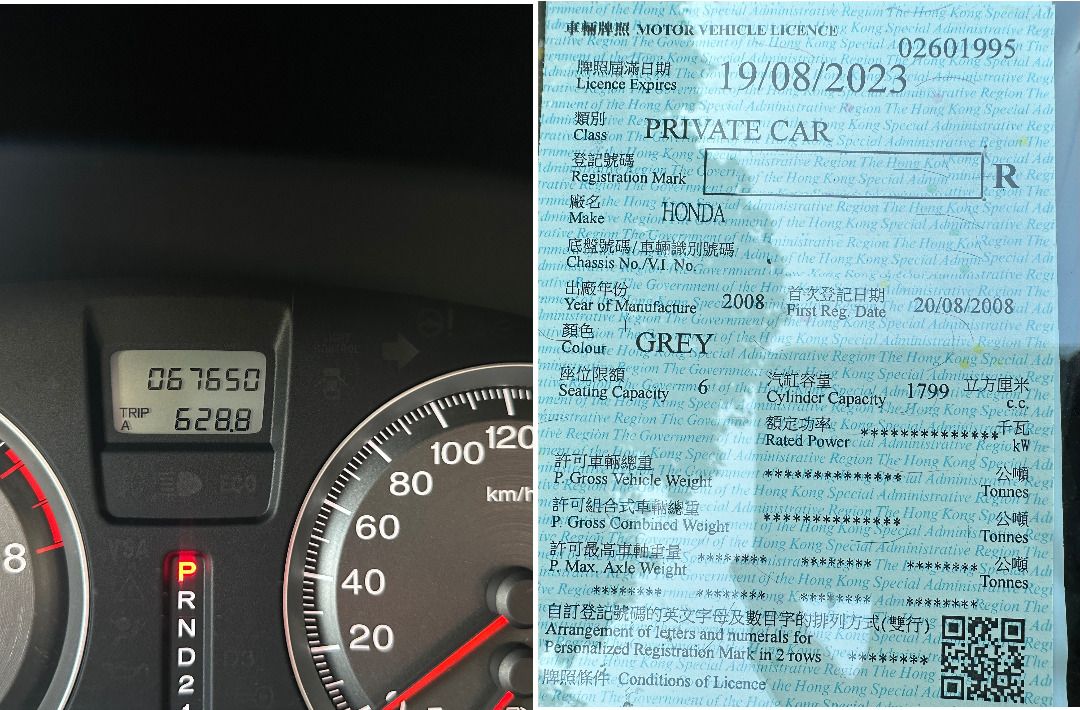 067650
TRIP A 628.8
120
100
80
60
40
20
km/h
8
P
R
N
D
2
車輛牌照 MOTOR VEHICLE LICENCE
02601995
牌照屆滿日期
Licence Expires 19/08/2023
類別
Class PRIVATE CAR
登記號碼
Registration Mark R
廠名
Make HONDA
底盤號碼/車輛識別號碼
Chassis No./V.I. No.
出廠年份 首次登記日期
Year of Manufacture 2008 First Reg. Date 20/08/2008
顏色
Colour GREY
座位限額 汽缸容量 立方厘米
Seating Capacity 6 Cylinder Capacity 1799 c.c.
額定功率 千瓦
Rated Power ************** kW
許可車輛總重 公噸
P. Gross Vehicle Weight ************** Tonnes
許可組合式車輛總重 公噸
P. Gross Combined Weight ************** Tonnes
許可最高車軸重量 公噸
P. Max. Axle Weight ******** ******** ******** Tonnes
******** ******** ******** ********
自訂登記號碼的英文字母及數目字的排列方式(雙行)
Arrangement of letters and numerals for
Personalized Registration Mark in 2 rows ********
牌照條件 Conditions of Licence